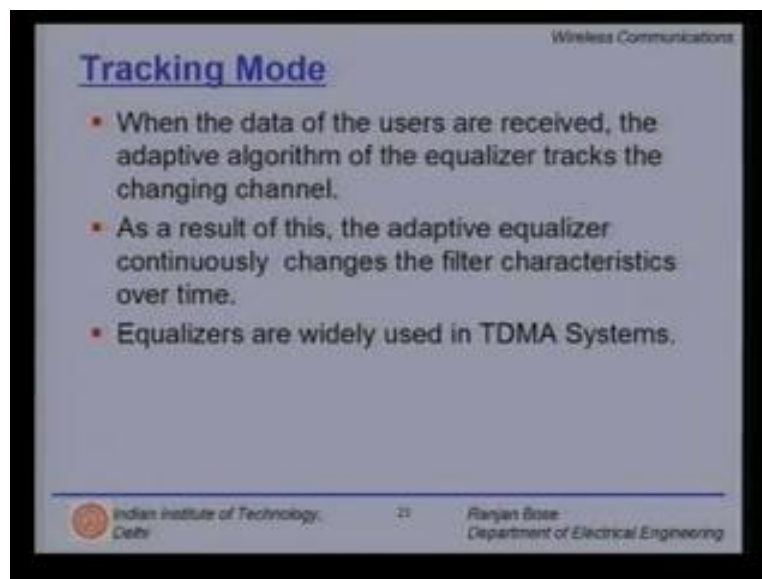 Wireless Communications
Tracking Mode
▪ When the data of the users are received, the
adaptive algorithm of the equalizer tracks the
changing channel.
▪ As a result of this, the adaptive equalizer
continuously changes the filter characteristics
over time.
▪ Equalizers are widely used in TDMA Systems.
Indian Institute of Technology,
Delhi
23
Ranjan Bose
Department of Electrical Engineering